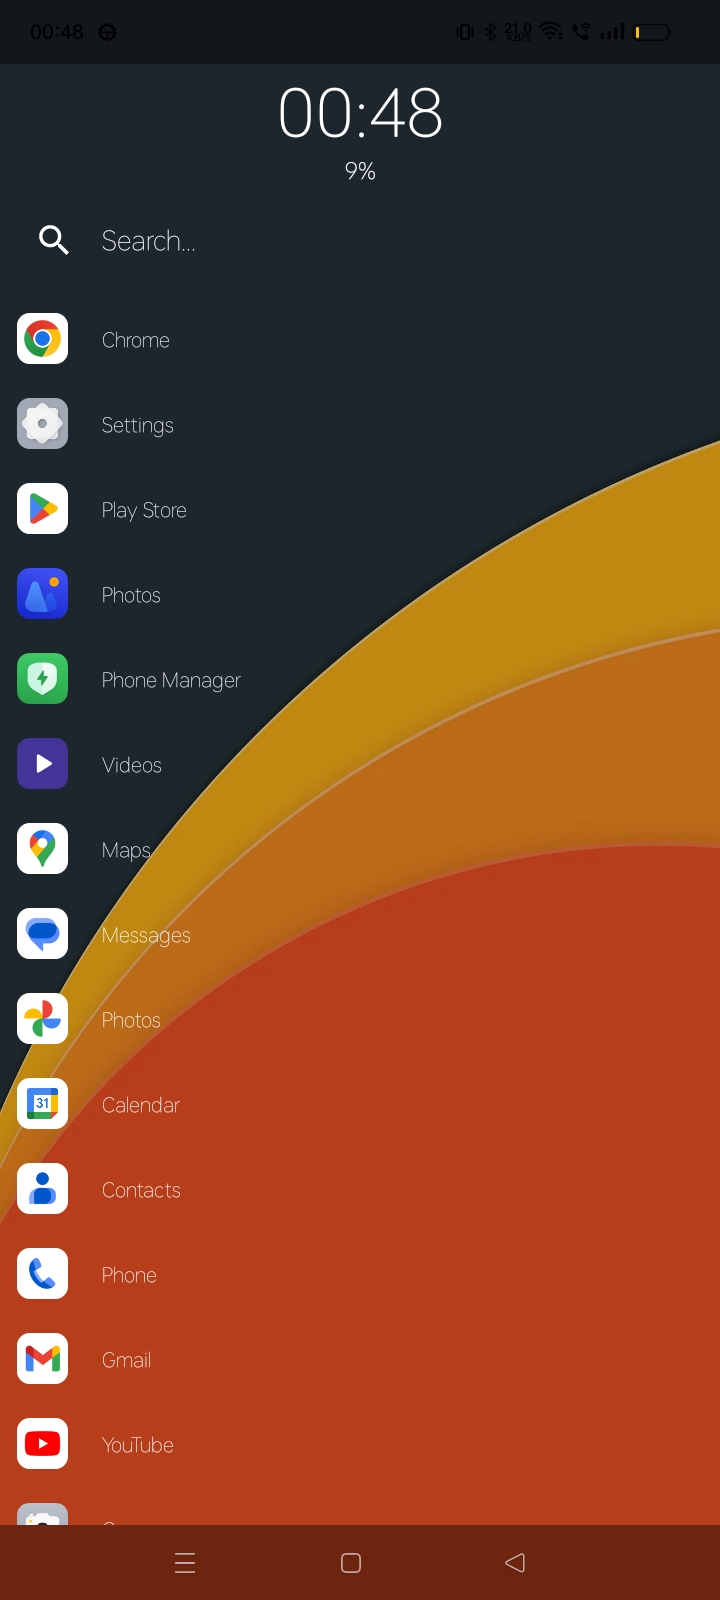 00:48
21.0
KB/S
00:48
9%
Search...
Chrome
Settings
Play Store
Photos
Phone Manager
Videos
Maps
Messages
Photos
31
Calendar
Contacts
Phone
Gmail
YouTube